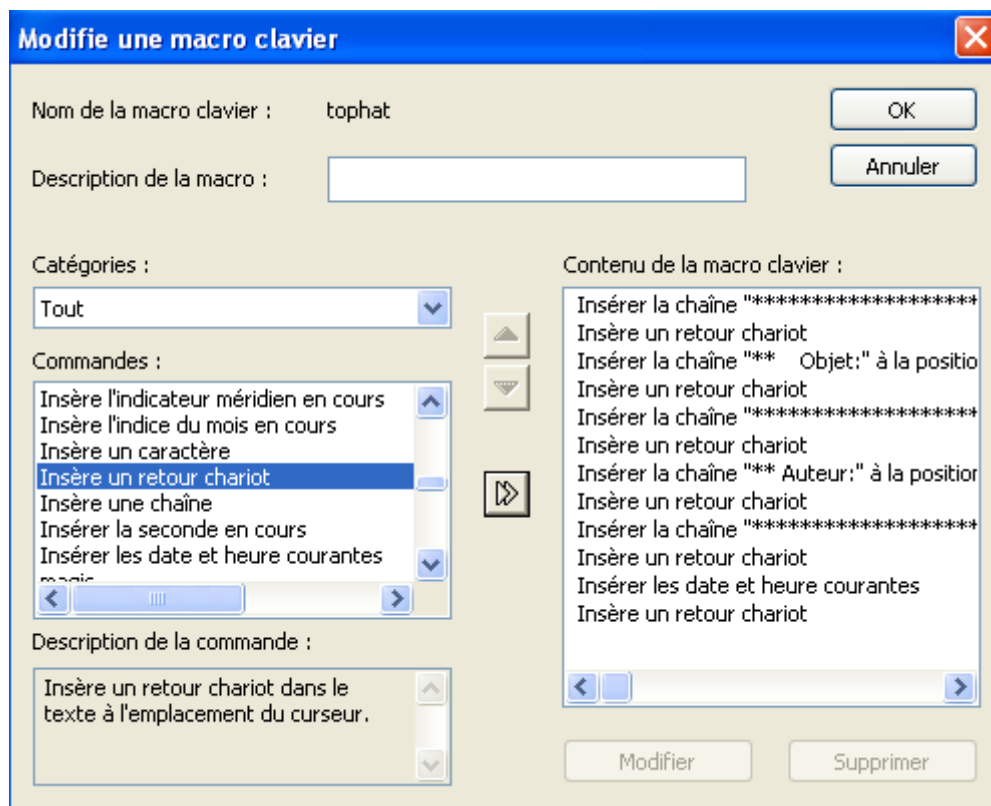 Modifie une macro clavier
Nom de la macro clavier : tophat
OK
Description de la macro :
Annuler
Catégories :
Tout
Commandes :
Insère l'indicateur méridien en cours
Insère l'indice du mois en cours
Insère un caractère
Insère un retour chariot
Insère une chaîne
Insérer la seconde en cours
Insérer les date et heure courantes
magic
Description de la commande :
Insère un retour chariot dans le
texte à l'emplacement du curseur.
Contenu de la macro clavier :
Insérer la chaîne "*********************
Insère un retour chariot
Insérer la chaîne "**    Objet:" à la positio
Insère un retour chariot
Insérer la chaîne "*********************
Insère un retour chariot
Insérer la chaîne "** Auteur:" à la position
Insère un retour chariot
Insérer la chaîne "*********************
Insère un retour chariot
Insérer les date et heure courantes
Insère un retour chariot
Modifier
Supprimer